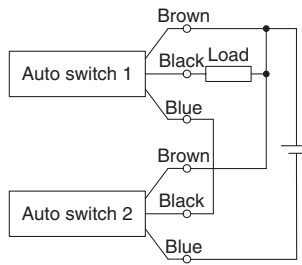 Brown
Black Load
Auto switch 1
Blue
Brown
Black
Auto switch 2
Blue